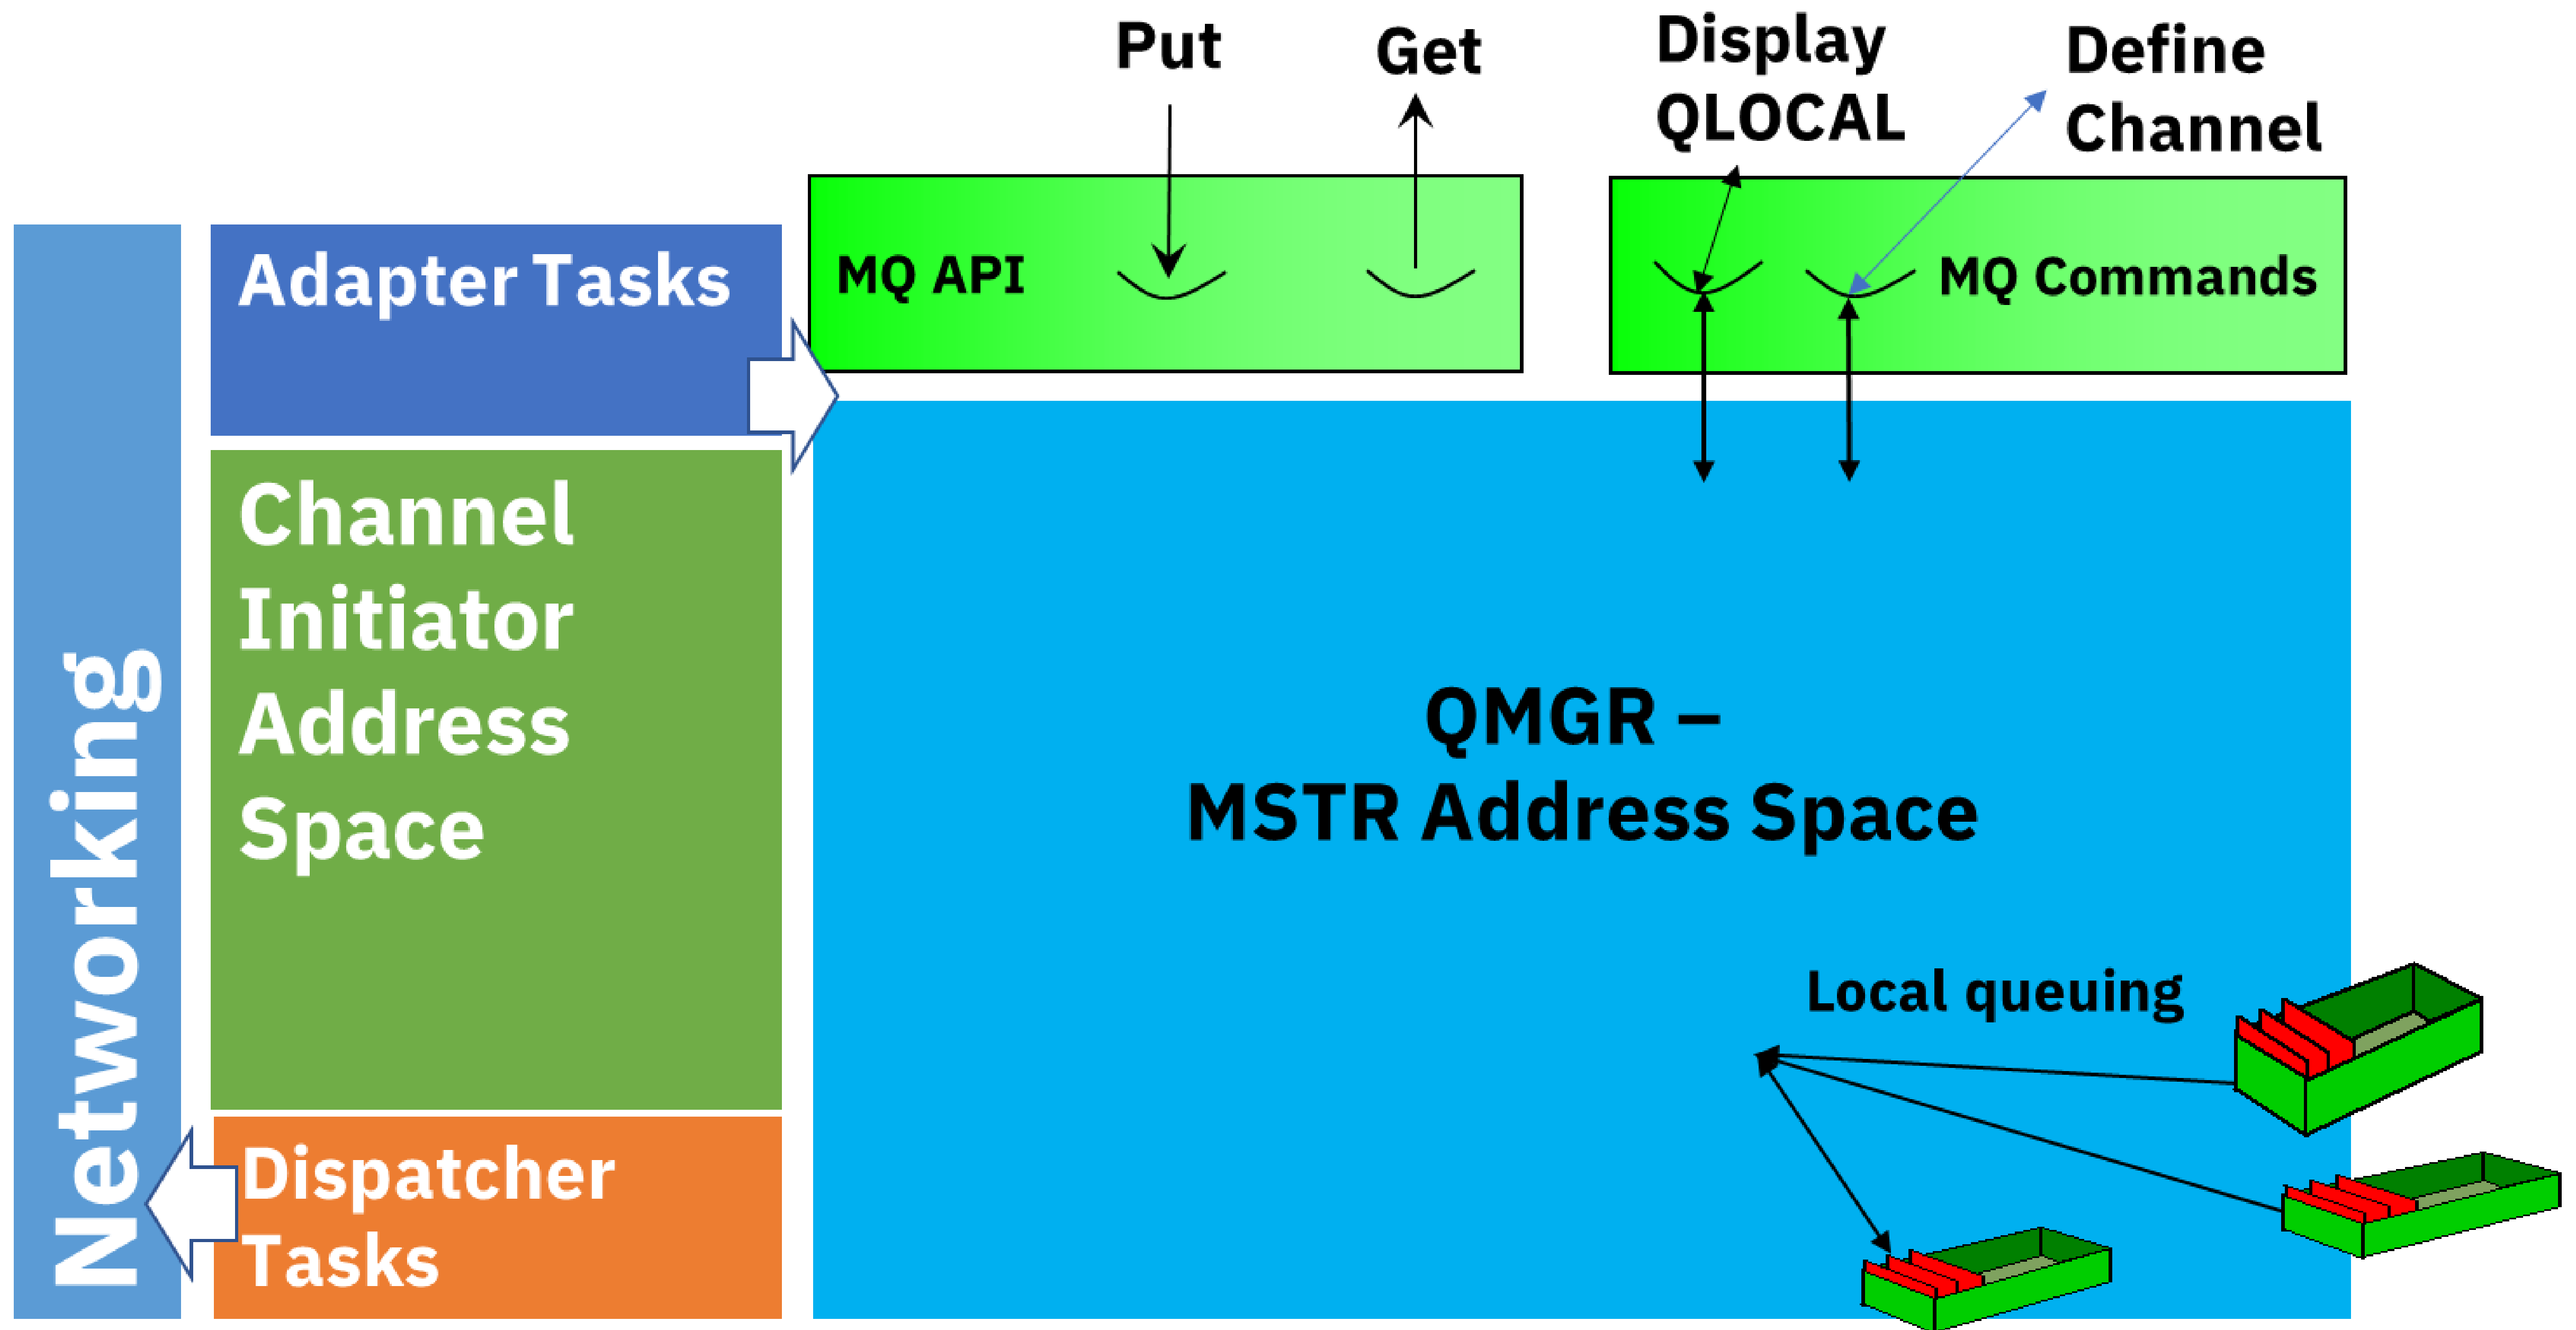 Put
Get
Display
QLOCAL
Define
Channel
MQ API
MQ Commands
Networking
Adapter Tasks
Channel
Initiator
Address
Space
Dispatcher
Tasks
QMGR –
MSTR Address Space
Local queuing